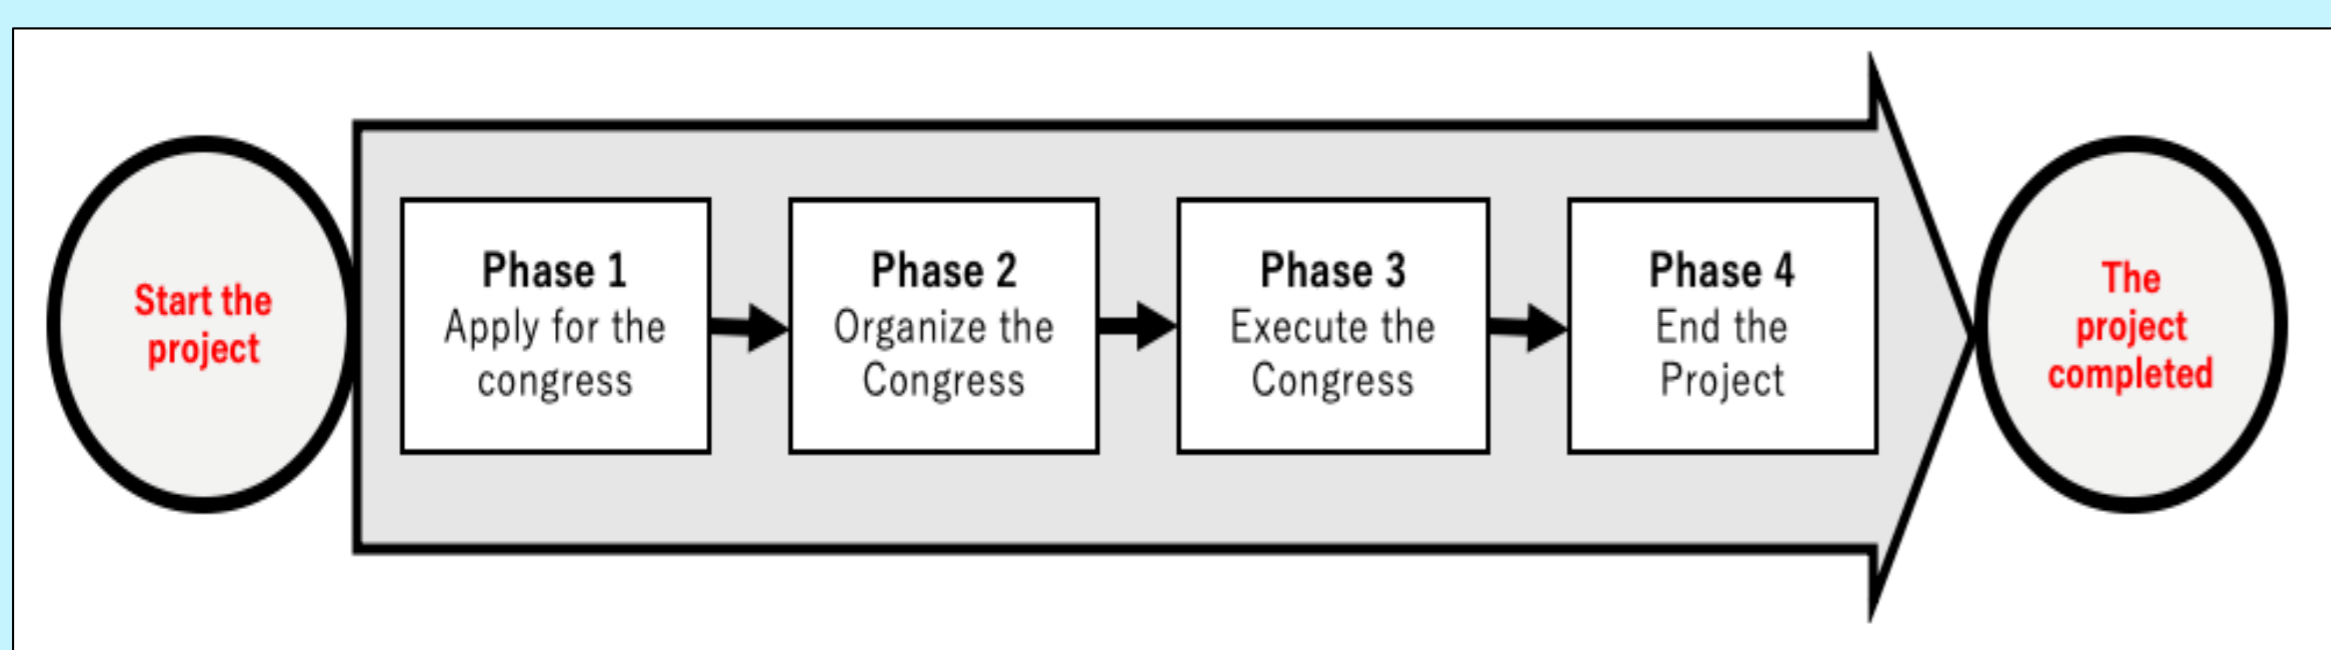 Start the
project
Phase 1
Apply for the
congress
Phase 2
Organize the
Congress
Phase 3
Execute the
Congress
Phase 4
End the
Project
The
project
completed